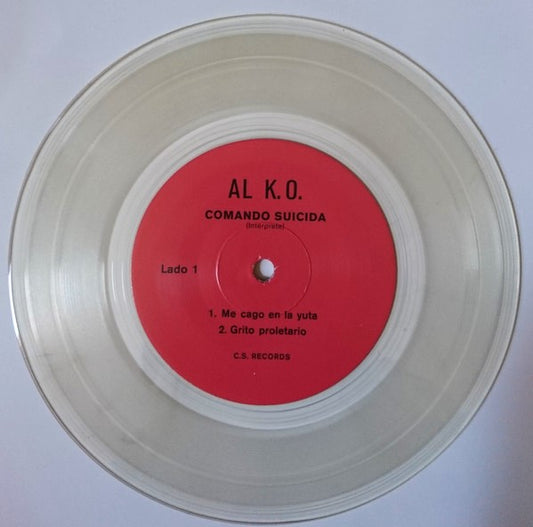 AL K.O.
COMANDO SUICIDA
(Intérprete)
Lado 1
1. Me cago en la yuta
2. Grito proletario
C.S. RECORDS